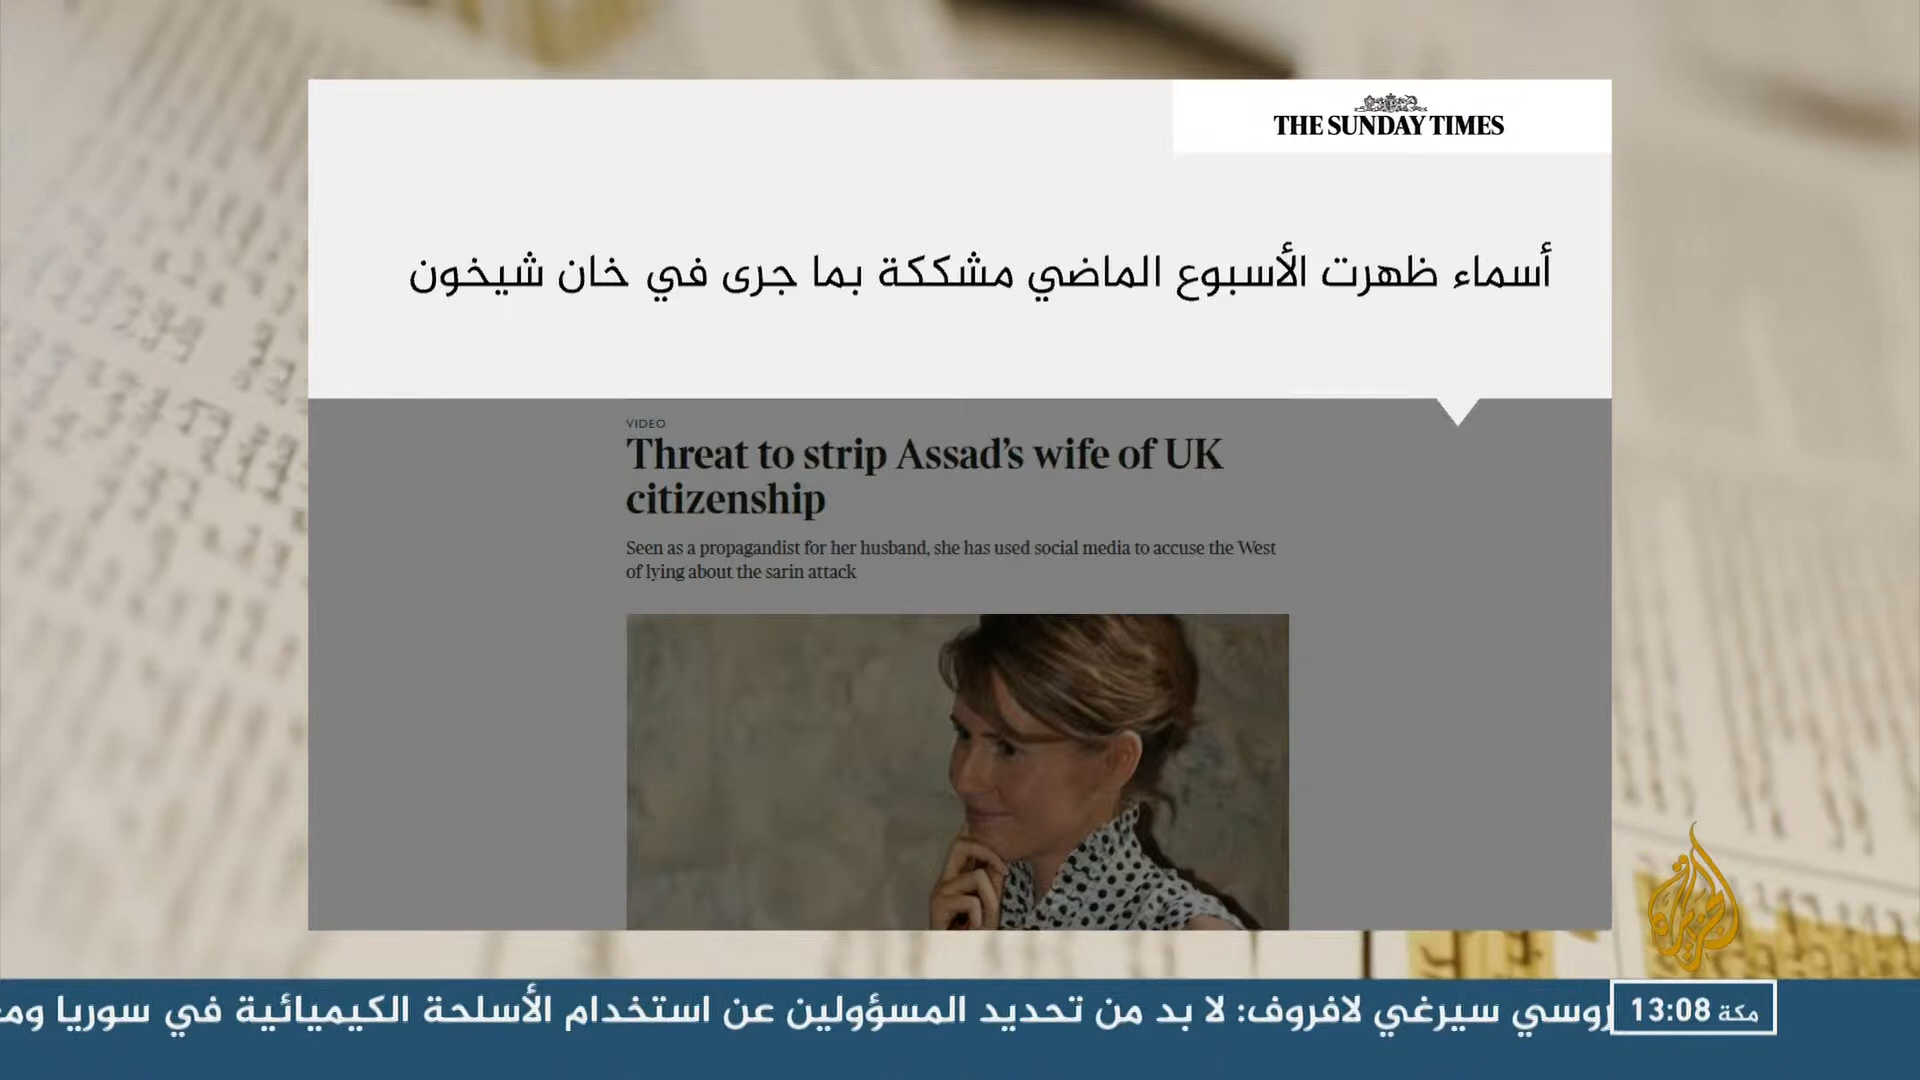 THE SUNDAY TIMES
أسماء ظهرت الأسبوع الماضي مشككة بما جرى في خان شيخون
VIDEO
Threat to strip Assad's wife of UK
citizenship
Seen as a propagandist for her husband, she has used social media to accuse the West
of lying about the sarin attack
الجزيرة
مكة 13:08
روسي سيرغي لافروف: لا بد من تحديد المسؤولين عن استخدام الأسلحة الكيميائية في سوريا ومع